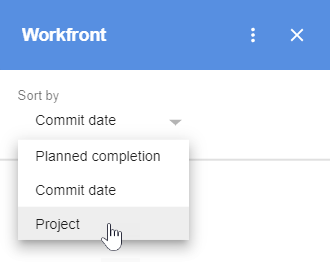 Workfront
Sort by
Commit date
Planned completion
Commit date
Project